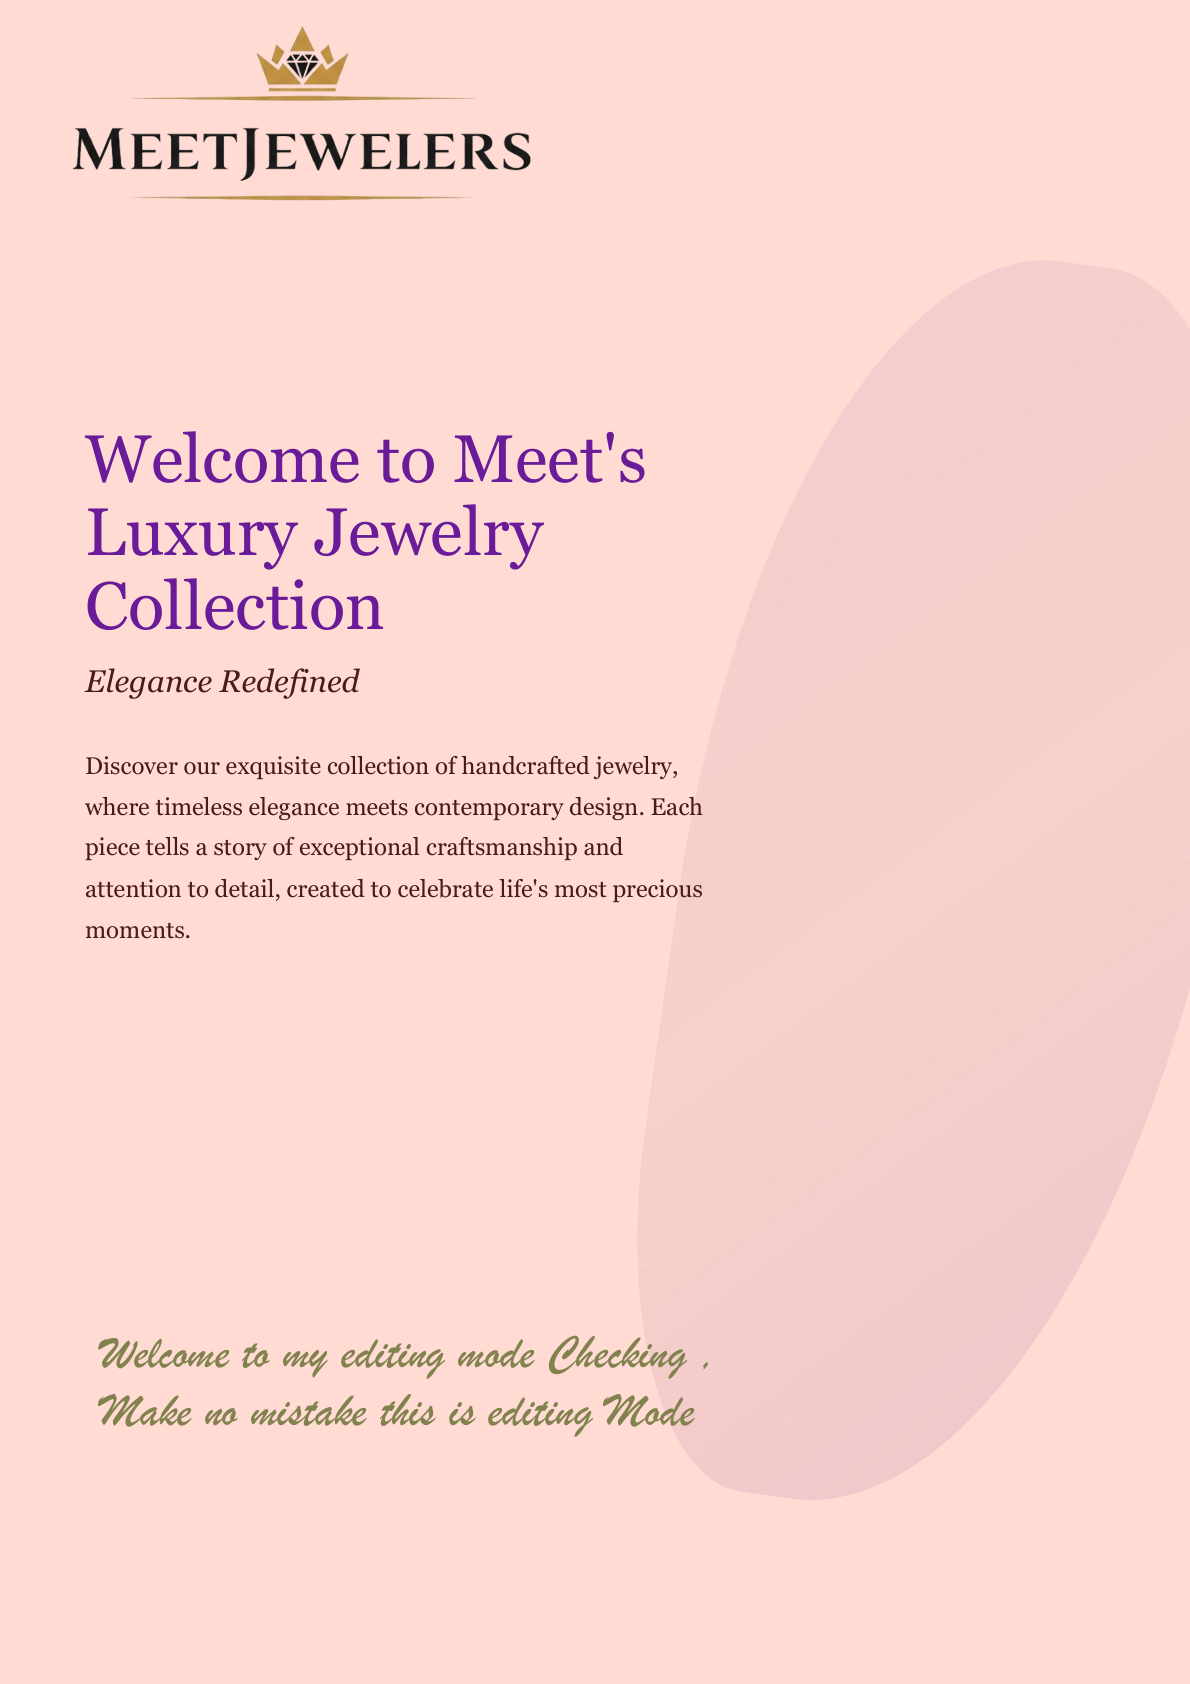 MEETJEWELERS
Welcome to Meet's
Luxury Jewelry
Collection
Elegance Redefined
Discover our exquisite collection of handcrafted jewelry,
where timeless elegance meets contemporary design. Each
piece tells a story of exceptional craftsmanship and
attention to detail, created to celebrate life's most precious
moments.
Welcome to my editing mode Checking .
Make no mistake this is editing Mode